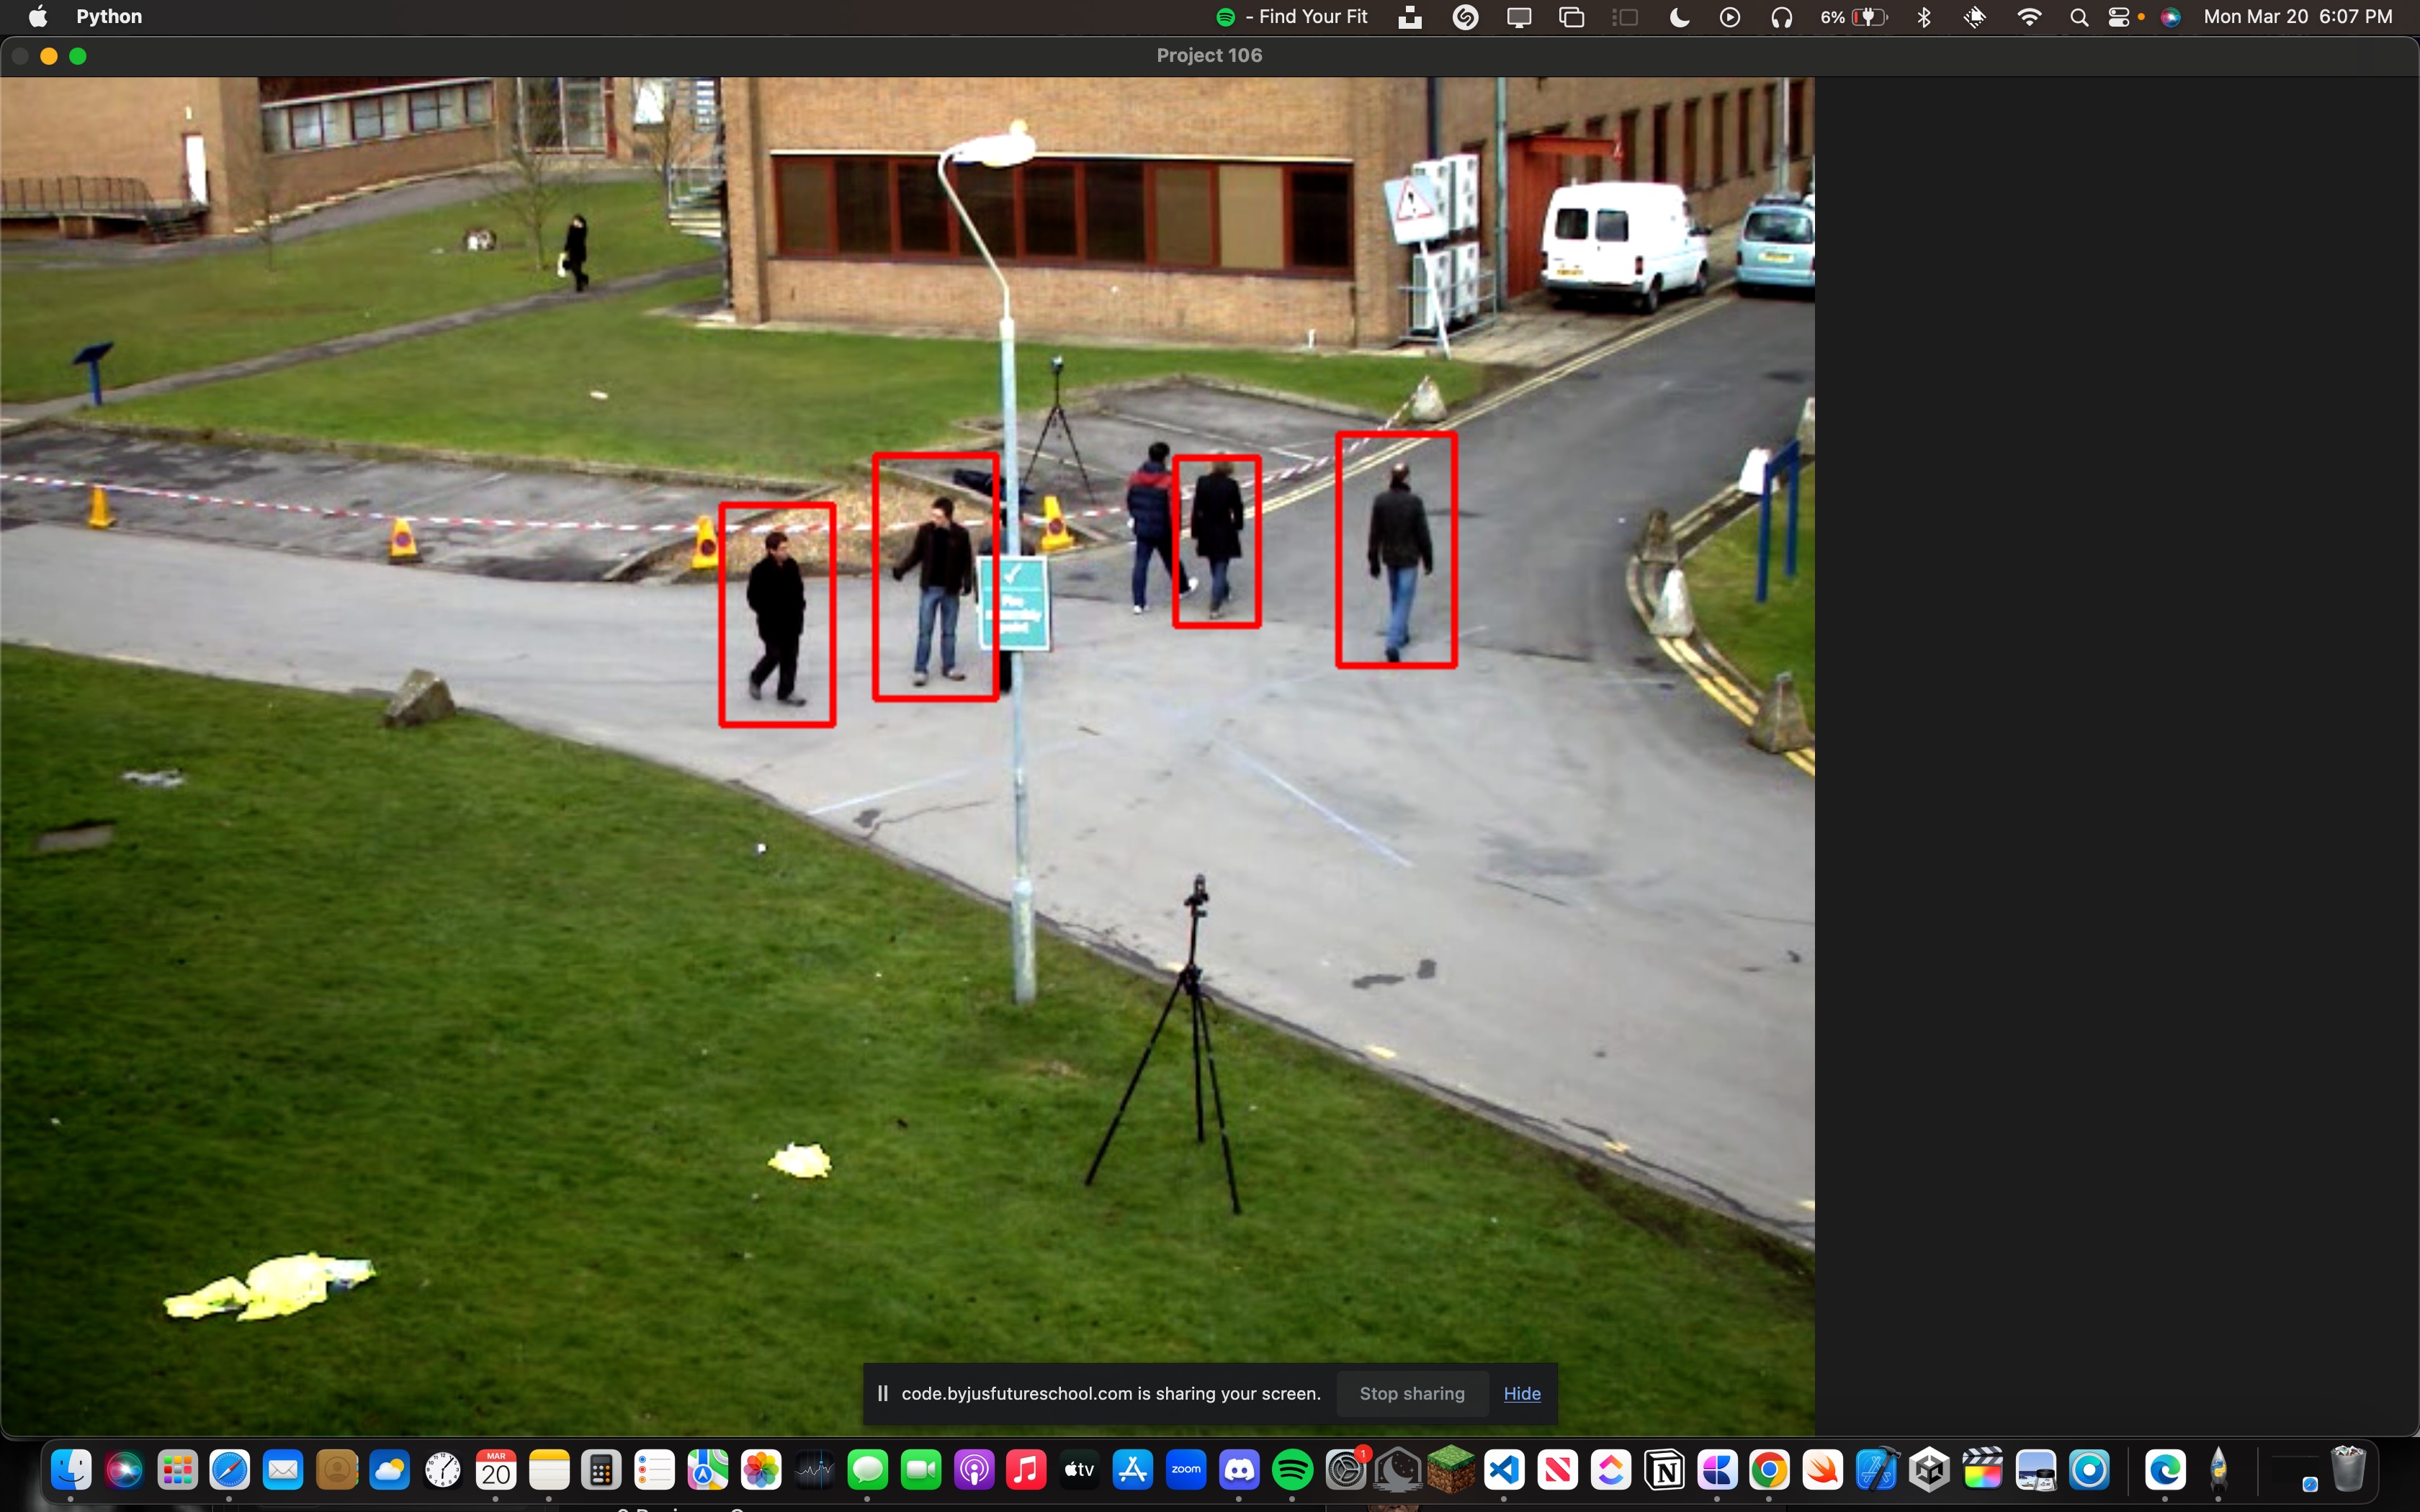 Python
- Find Your Fit
6%
Mon Mar 20 6:07 PM
Project 106
code.byjusfutureschool.com is sharing your screen.
Stop sharing
Hide
MAR
20
tv
zoom
1